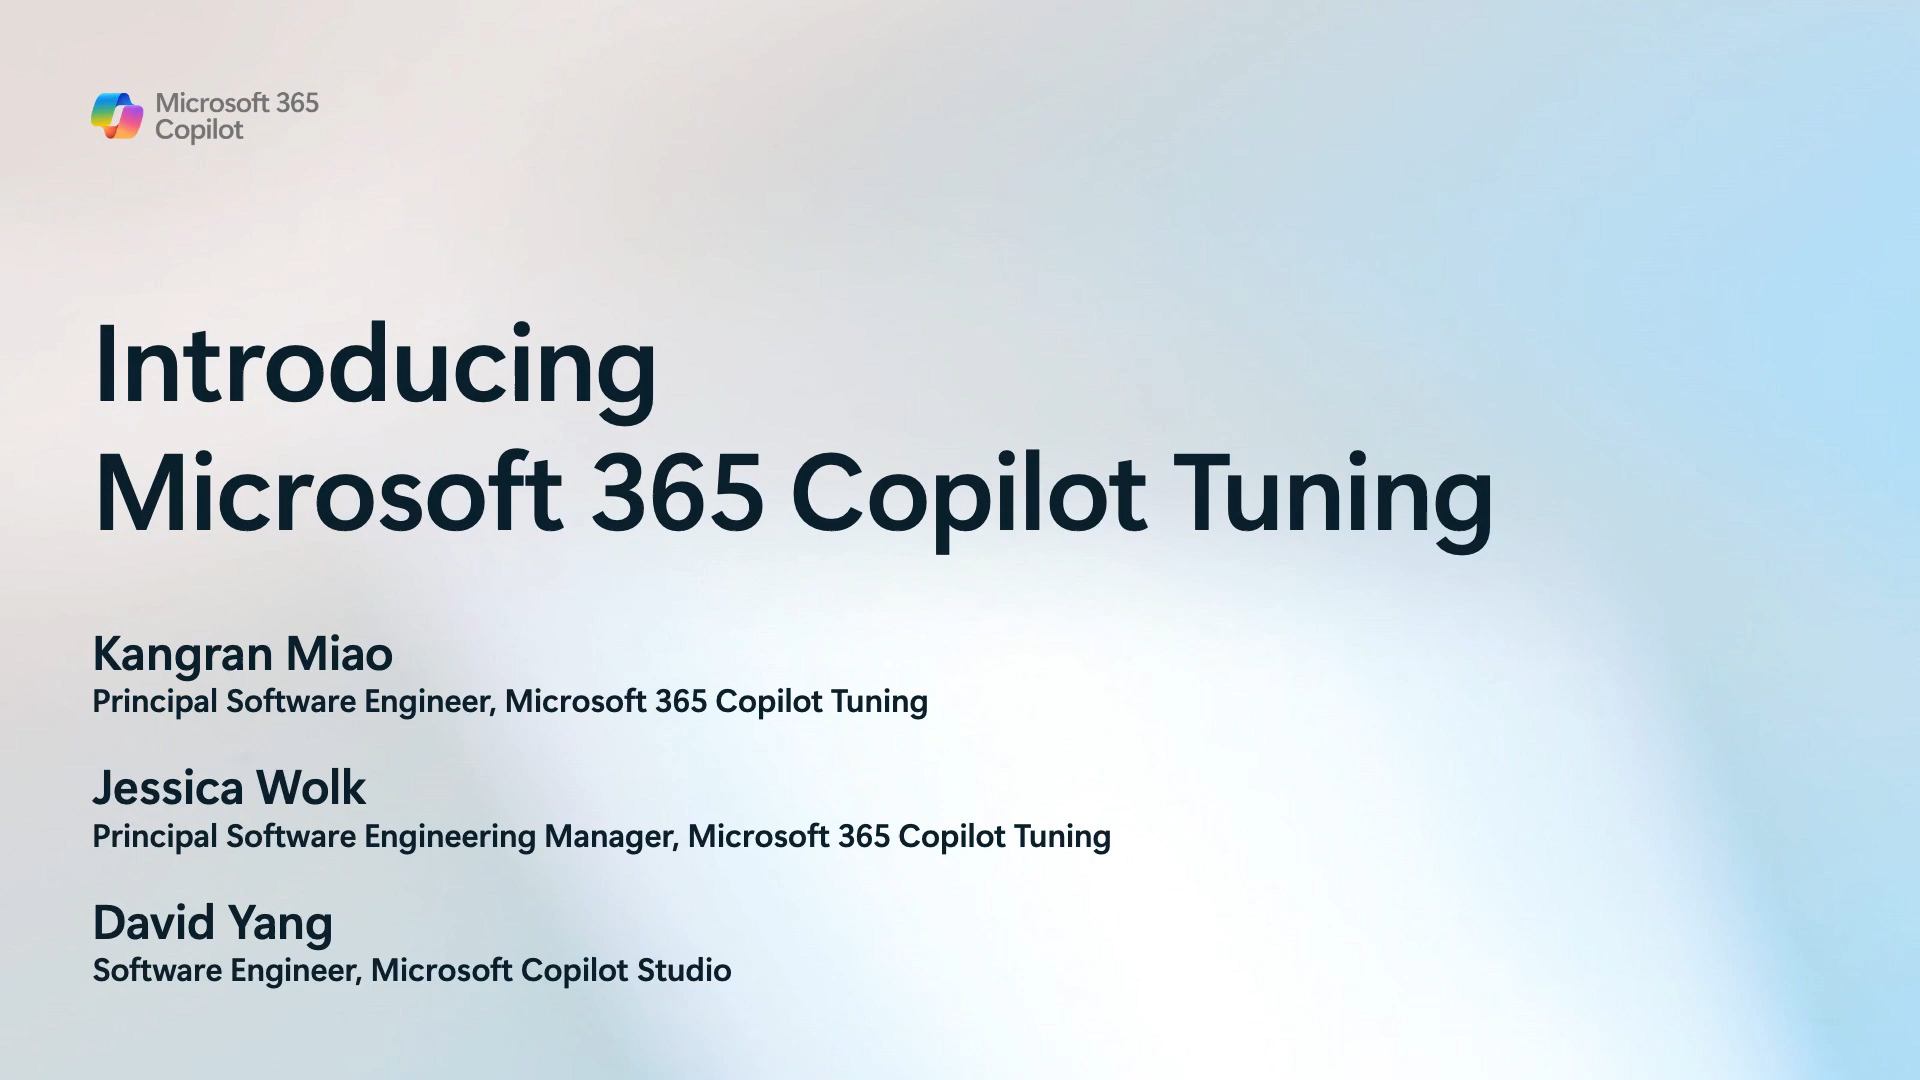 Microsoft 365
Copilot
Introducing
Microsoft 365 Copilot Tuning
Kangran Miao
Principal Software Engineer, Microsoft 365 Copilot Tuning
Jessica Wolk
Principal Software Engineering Manager, Microsoft 365 Copilot Tuning
David Yang
Software Engineer, Microsoft Copilot Studio